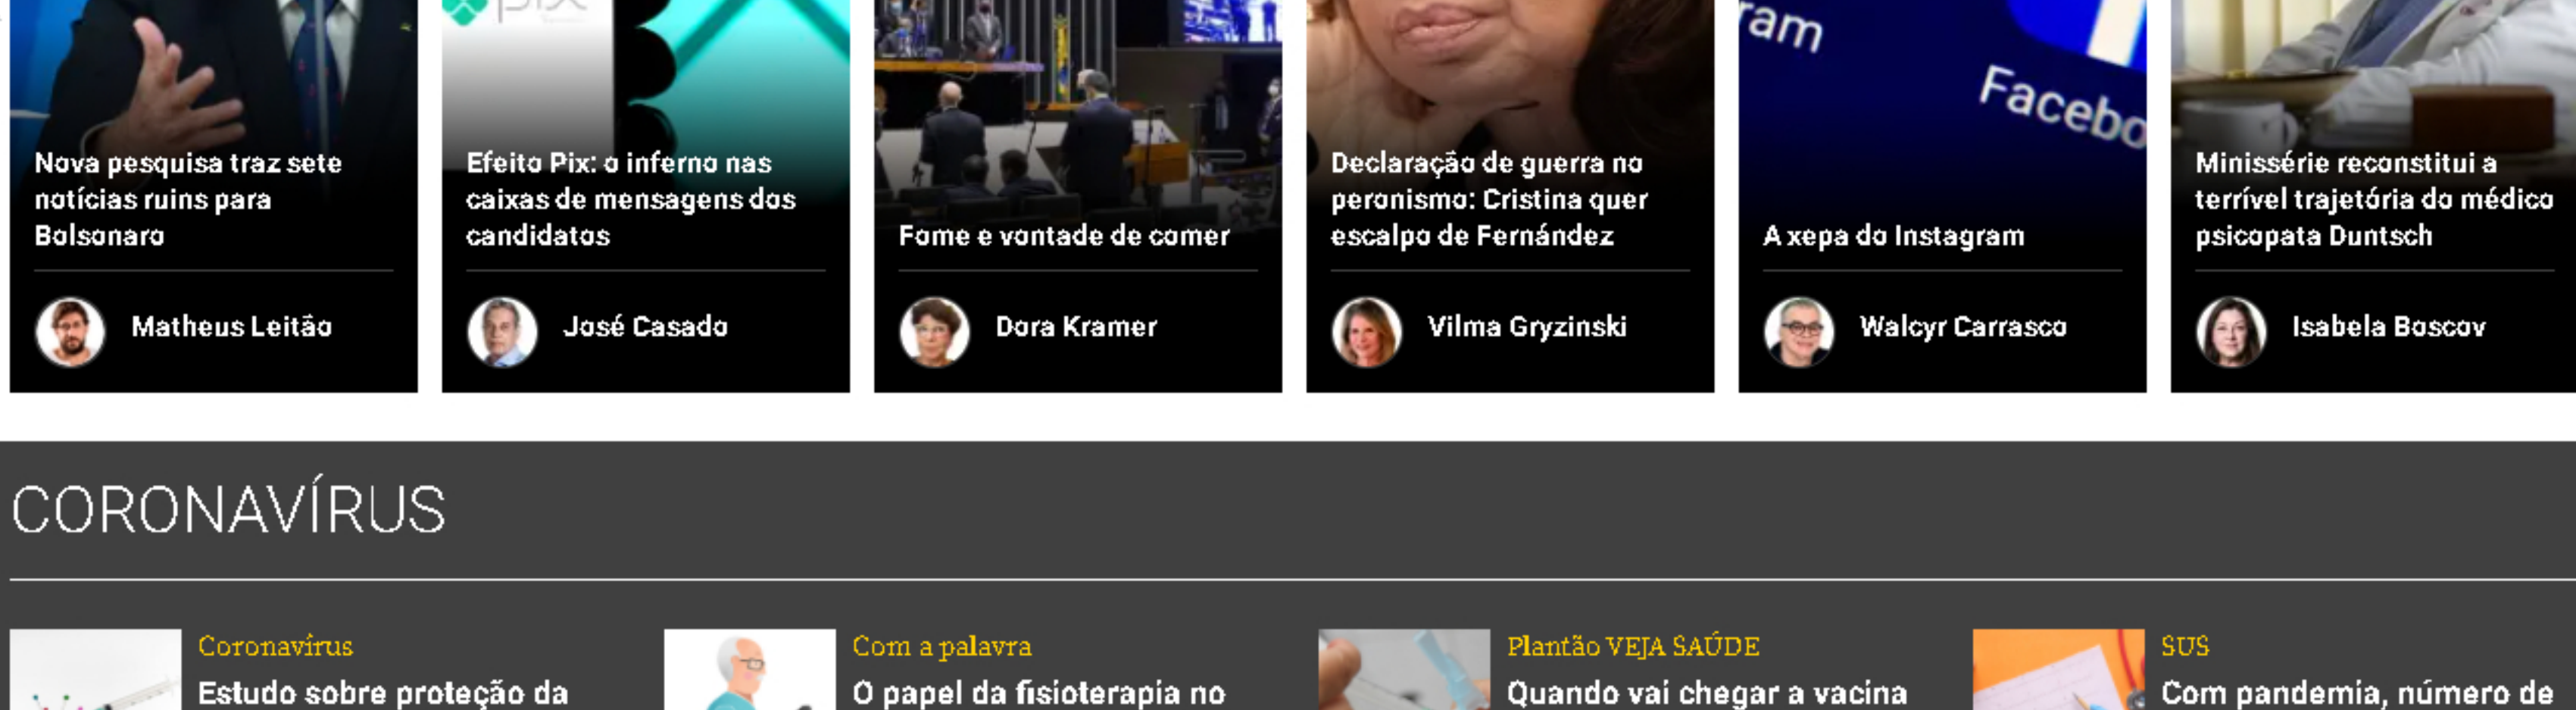 pix
ram
Facebo
Nova pesquisa traz sete
notícias ruins para
Bolsonaro
Matheus Leitão
Efeito Pix: o inferno nas
caixas de mensagens dos
candidatos
José Casado
Fome e vontade de comer
Dora Kramer
Declaração de guerra no
peronismo: Cristina quer
escalpo de Fernández
Vilma Gryzinski
A xepa do Instagram
Walcyr Carrasco
Minissérie reconstitui a
terrível trajetória do médico
psicopata Duntsch
Isabela Boscov
CORONAVÍRUS
Coronavírus
Estudo sobre proteção da
Com a palavra
O papel da fisioterapia no
Plantão VEJA SAÚDE
Quando vai chegar a vacina
SUS
Com pandemia, número de